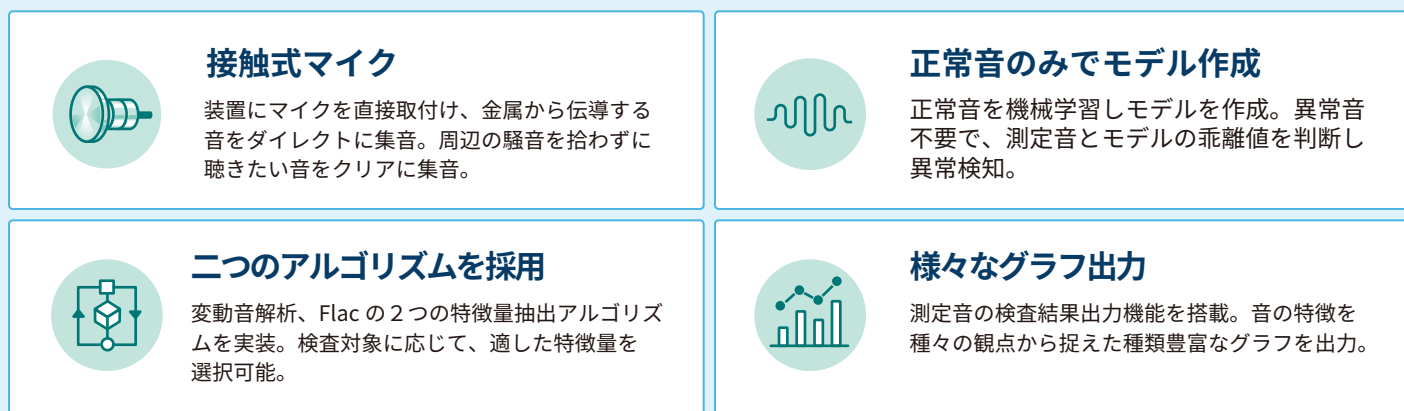 接触式マイク
装置にマイクを直接取付け、金属から伝導する
音をダイレクトに集音。周辺の騒音を拾わずに
聴きたい音をクリアに集音。
正常音のみでモデル作成
正常音を機械学習しモデルを作成。異常音
不要で、測定音とモデルの乖離値を判断し
異常検知。
二つのアルゴリズムを採用
変動音解析、Flac の２つの特徴量抽出アルゴリズ
ムを実装。検査対象に応じて、適した特徴量を
選択可能。
様々なグラフ出力
測定音の検査結果出力機能を搭載。音の特徴を
種々の観点から捉えた種類豊富なグラフを出力。